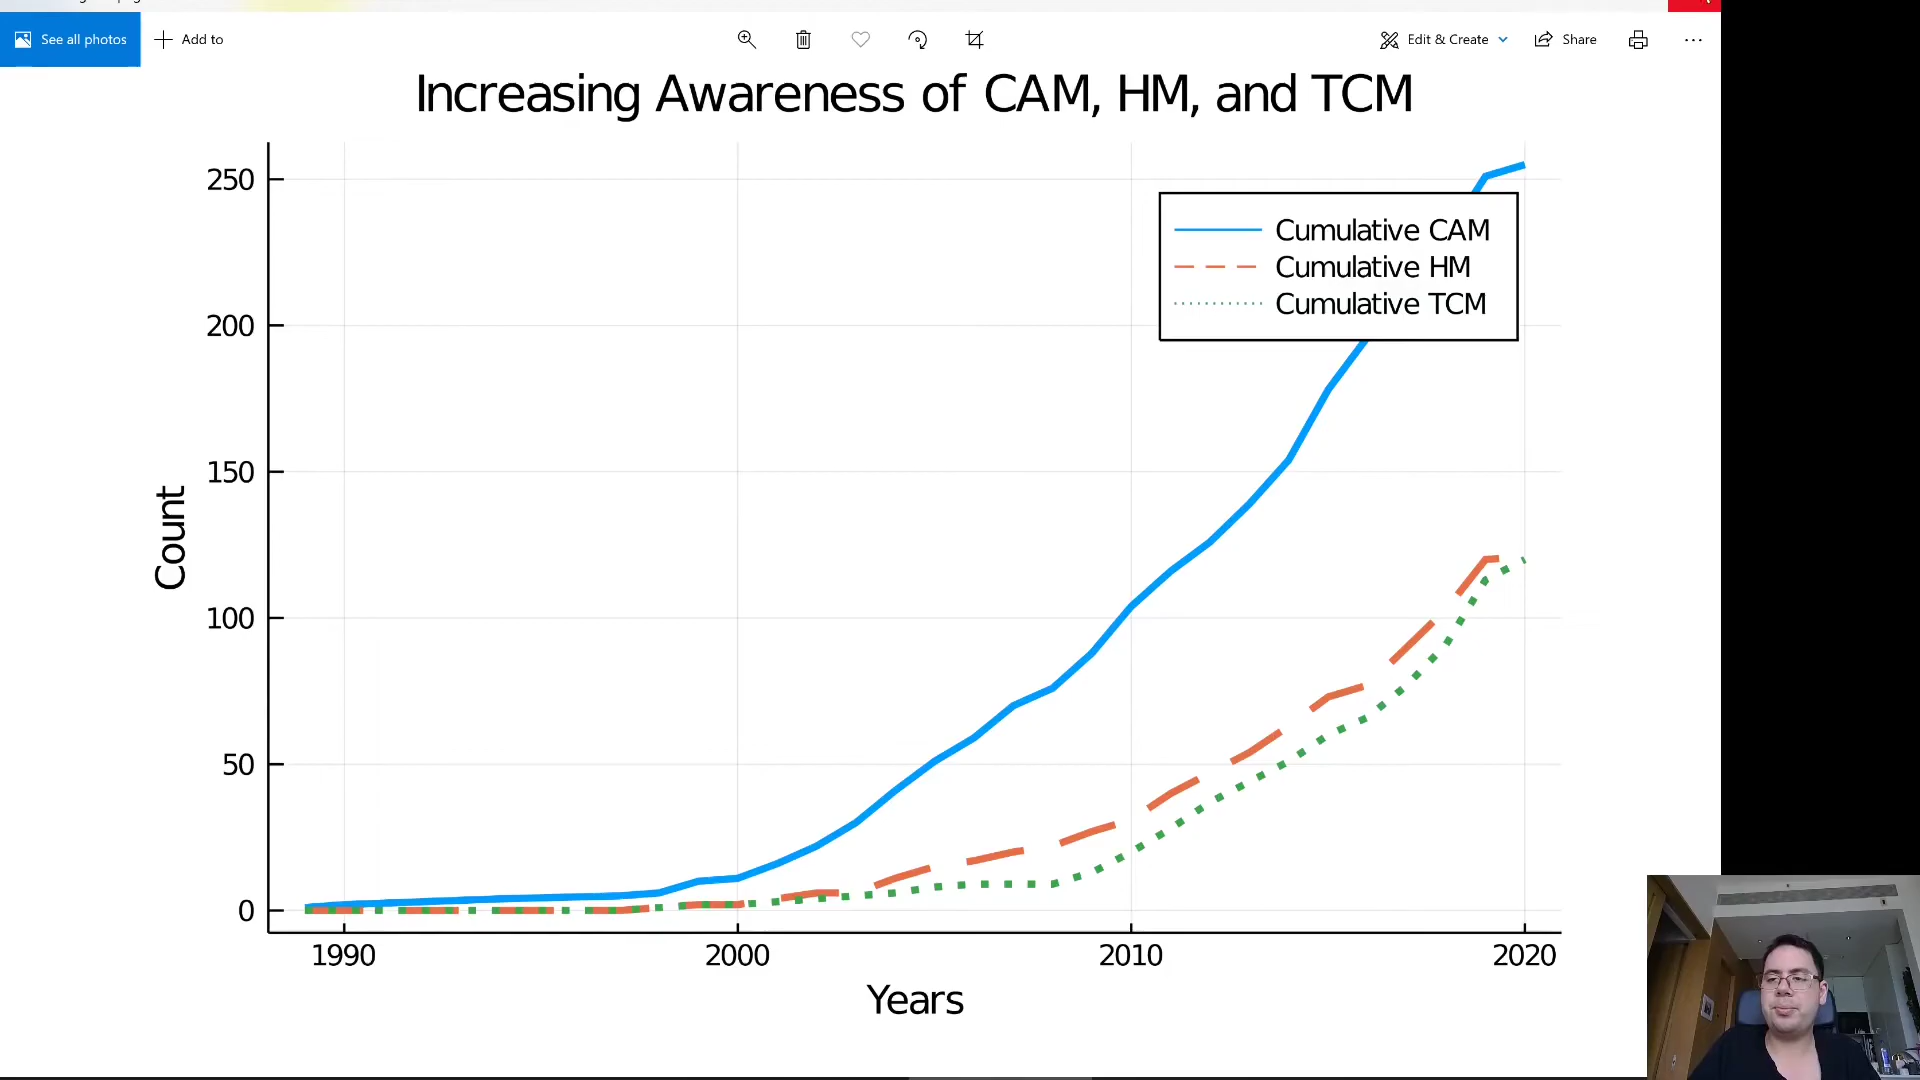 See all photos
Add to
Edit & Create
Share
Increasing Awareness of CAM, HM, and TCM
250
200
150
100
50
0
Count
Cumulative CAM
Cumulative HM
Cumulative TCM
1990
2000
2010
2020
Years